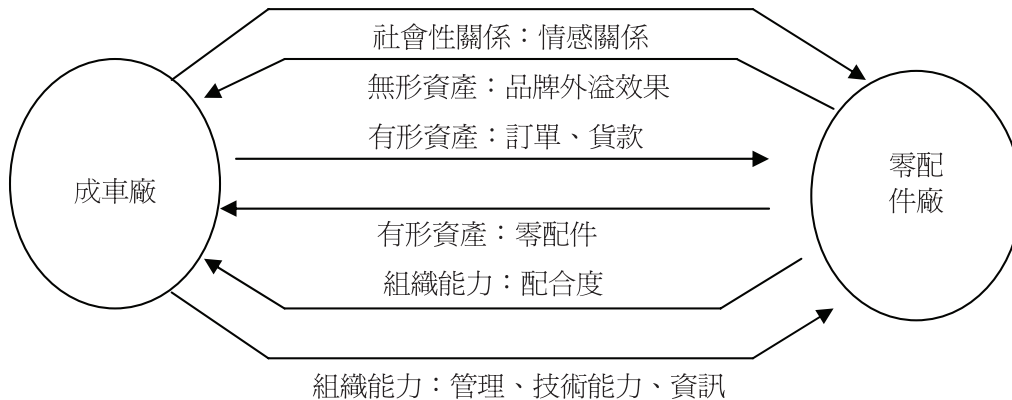 社會性關係：情感關係
無形資產：品牌外溢效果
有形資產：訂單、貨款
成車廠
零配
件廠
有形資產：零配件
組織能力：配合度
組織能力：管理、技術能力、資訊